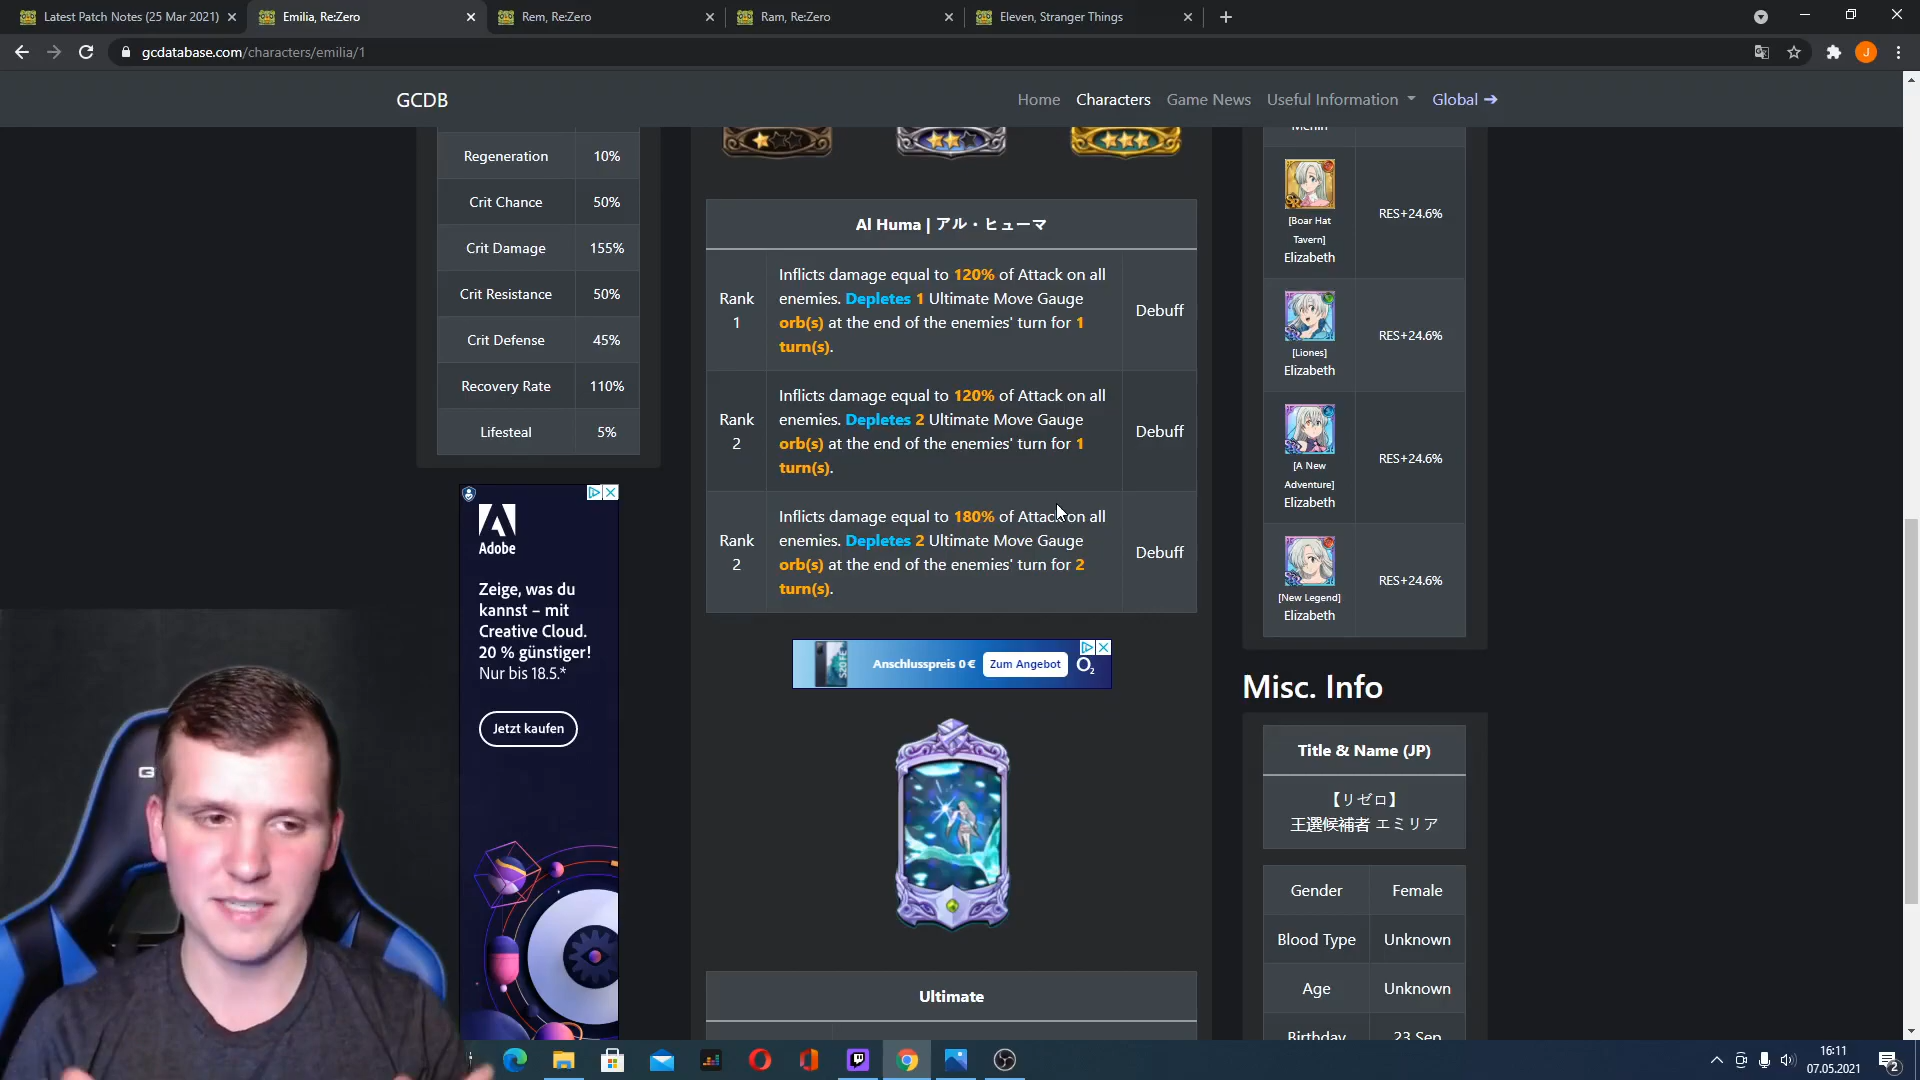 Latest Patch Notes (25 Mar 2021)
Emilia, Re:Zero
Rem, Re:Zero
Ram, Re:Zero
Eleven, Stranger Things
gcdatabase.com/characters/emilia/1
J
GCDB
Home
Characters
Game News
Useful Information
Global
Regeneration 10%
Crit Chance 50%
Crit Damage 155%
Crit Resistance 50%
Crit Defense 45%
Recovery Rate 110%
Lifesteal 5%
Adobe
Zeige, was du
kannst – mit
Creative Cloud.
20 % günstiger!
Nur bis 18.5.*
Jetzt kaufen
Al Huma | アル・ヒューマ
Rank
1
Inflicts damage equal to 120% of Attack on all
enemies. Depletes 1 Ultimate Move Gauge
orb(s) at the end of the enemies' turn for 1
turn(s).
Debuff
Rank
2
Inflicts damage equal to 120% of Attack on all
enemies. Depletes 2 Ultimate Move Gauge
orb(s) at the end of the enemies' turn for 1
turn(s).
Debuff
Rank
2
Inflicts damage equal to 180% of Attack on all
enemies. Depletes 2 Ultimate Move Gauge
orb(s) at the end of the enemies' turn for 2
turn(s).
Debuff
S20 FE
Anschlusspreis 0 €
Zum Angebot
O2
Ultimate
Merlin
SR
[Boar Hat
Tavern]
Elizabeth
RES+24.6%
SR
[Liones]
Elizabeth
RES+24.6%
[A New
Adventure]
Elizabeth
RES+24.6%
[New Legend]
Elizabeth
RES+24.6%
Misc. Info
Title & Name (JP)
【リゼロ】
王選候補者 エミリア
Gender Female
Blood Type Unknown
Age Unknown
Birthday 23 Sep
16:11
07.05.2021
2